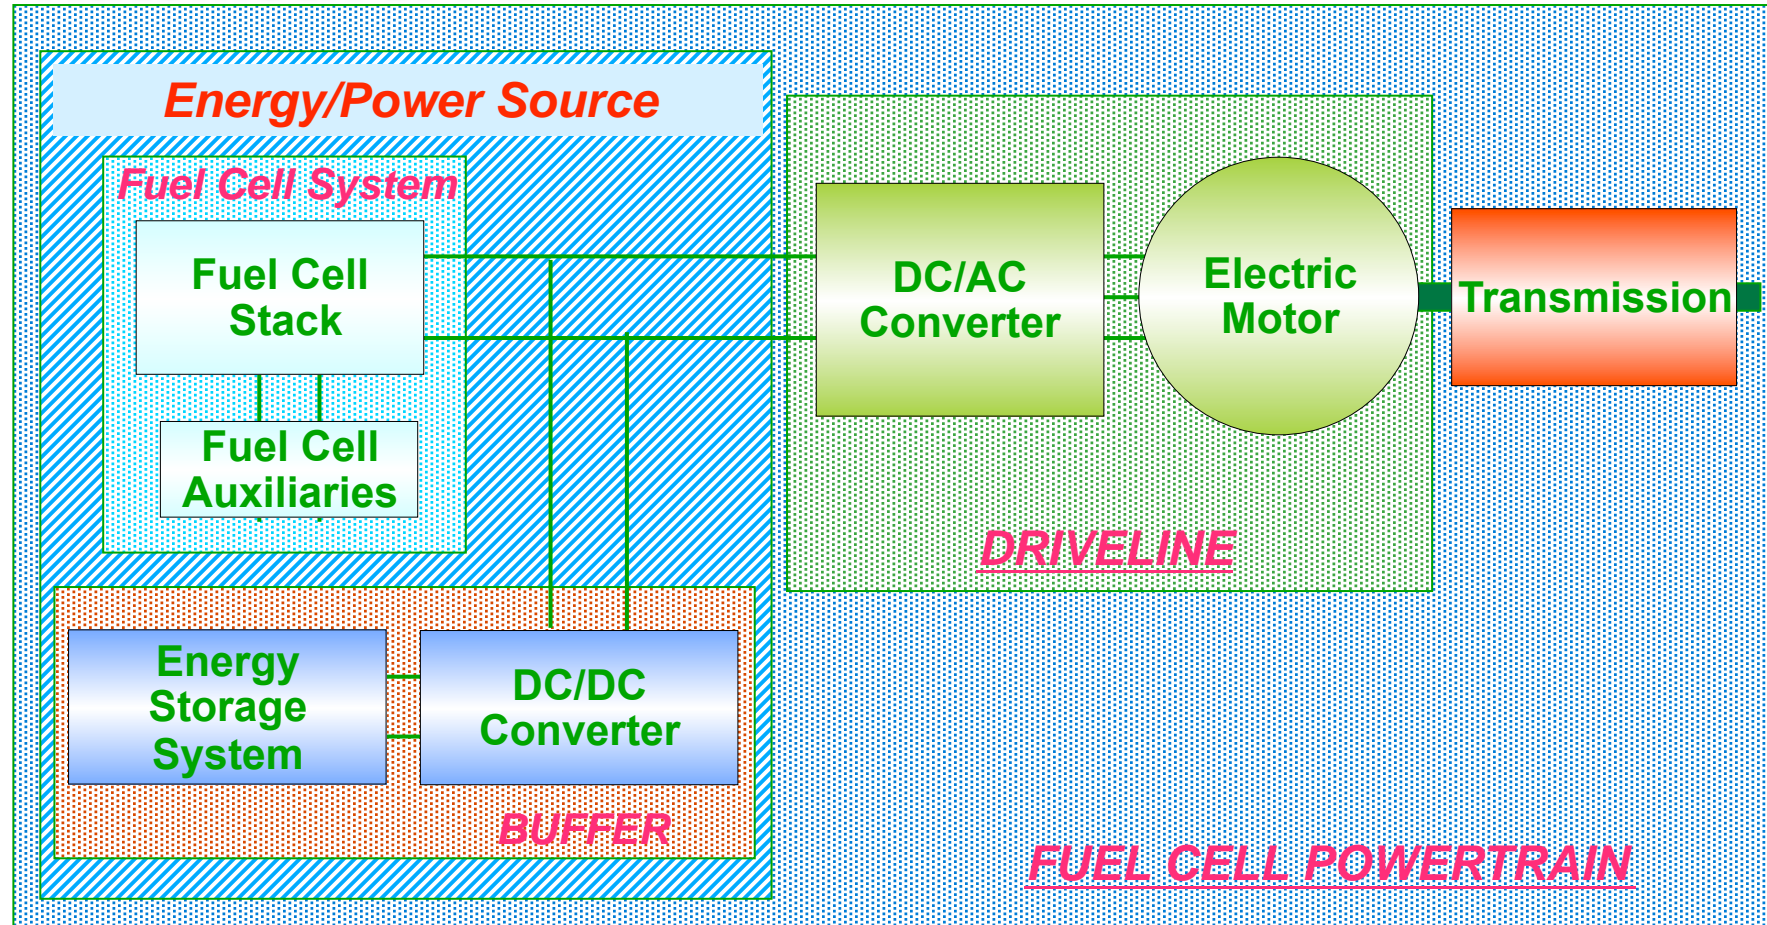 Energy/Power Source
Fuel Cell System
Fuel Cell
Stack
Fuel Cell
Auxiliaries
Energy
Storage
System
DC/DC
Converter
BUFFER
DC/AC
Converter
Electric
Motor
DRIVELINE
Transmission
FUEL CELL POWERTRAIN